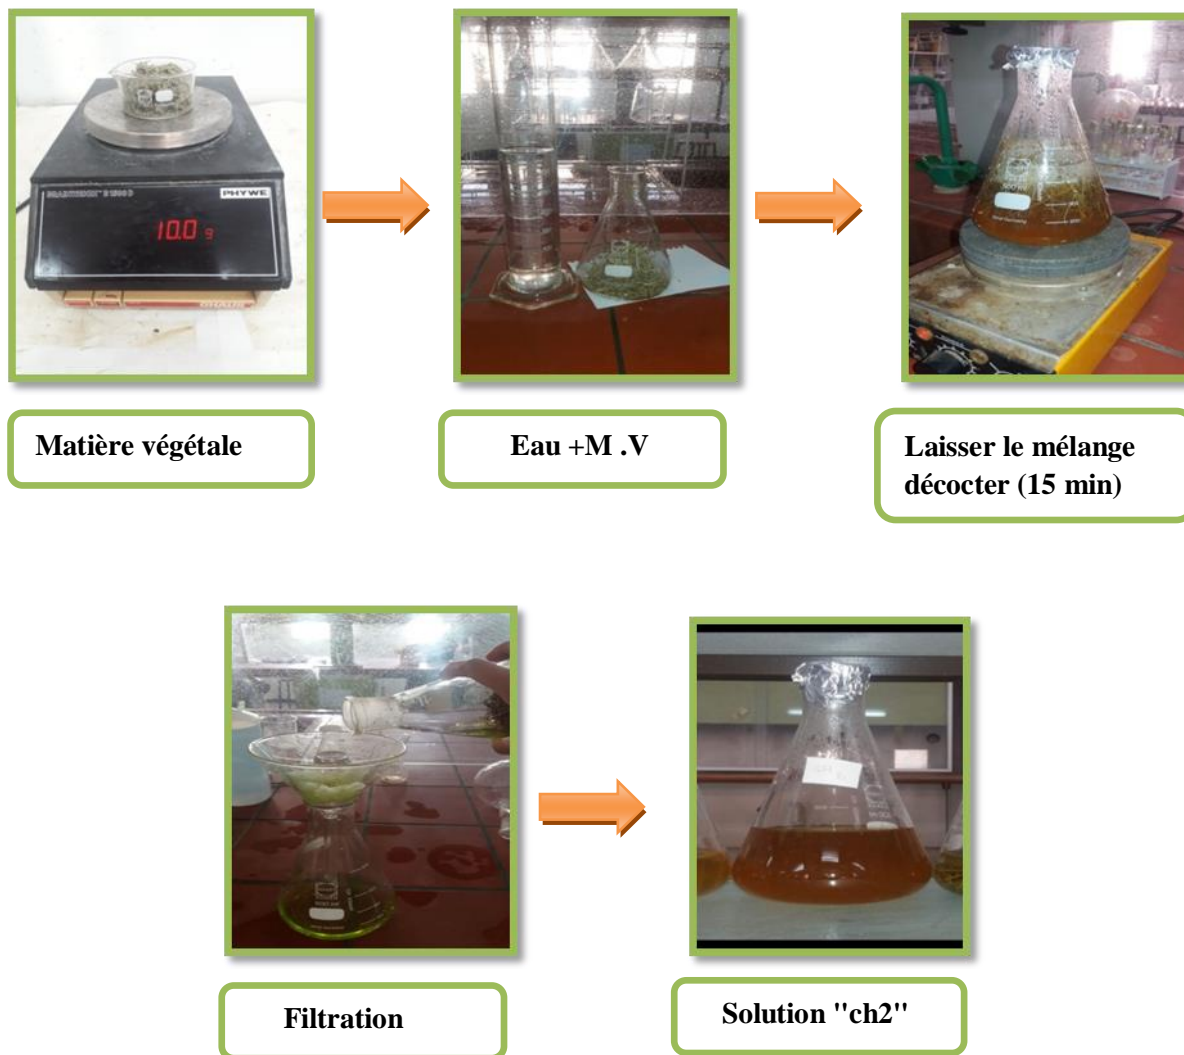 PHYWE
10.0 g
Matière végétale
Eau +M .V
Laisser le mélange
décocter (15 min)
Filtration
Solution "ch2"